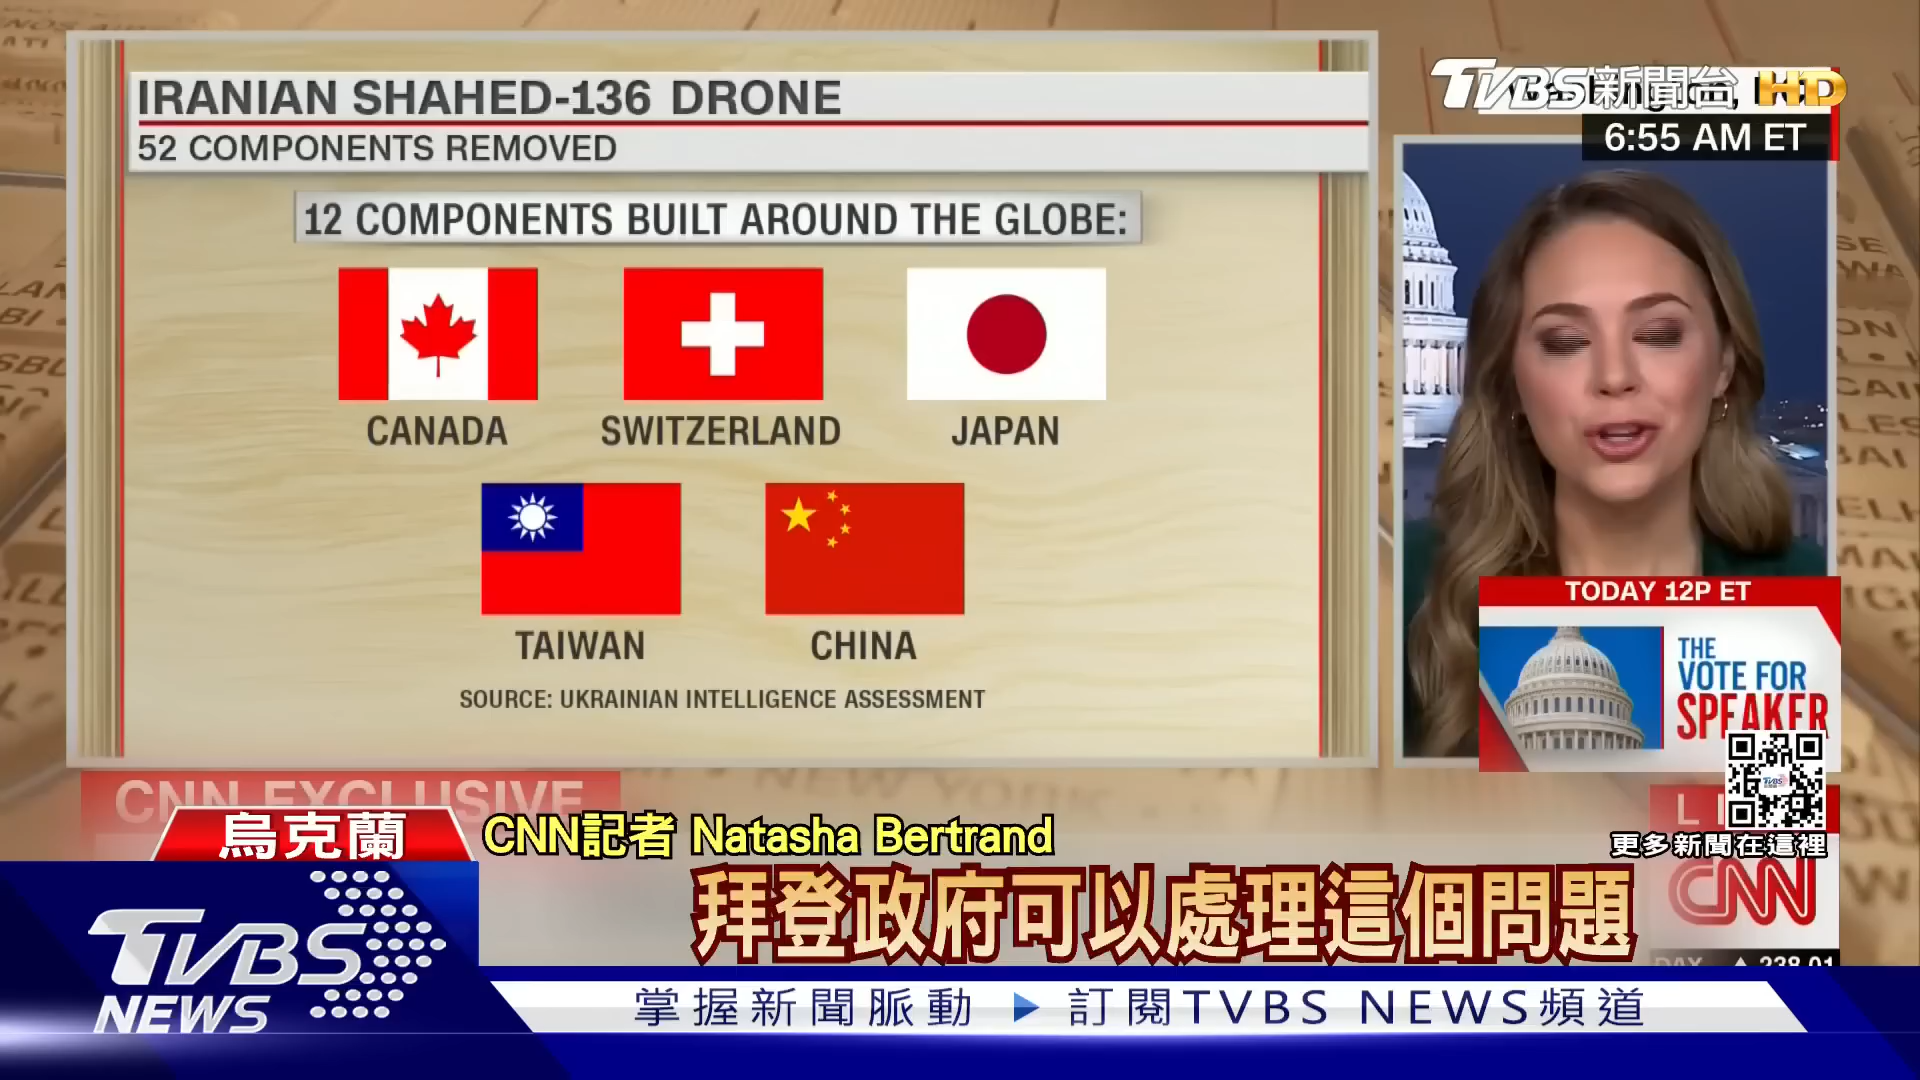 IRANIAN SHAHED-136 DRONE
52 COMPONENTS REMOVED
12 COMPONENTS BUILT AROUND THE GLOBE:
CANADA
SWITZERLAND
JAPAN
TAIWAN
CHINA
SOURCE: UKRAINIAN INTELLIGENCE ASSESSMENT
TVBS新聞台 HD
6:55 AM ET
TODAY 12P ET
THE
VOTE FOR
SPEAKER
CNN EXCLUSIVE
烏克蘭
CNN記者 Natasha Bertrand
更多新聞在這裡
拜登政府可以處理這個問題
CNN
TVBS
NEWS
掌握新聞脈動 ▶ 訂閱TVBS NEWS頻道